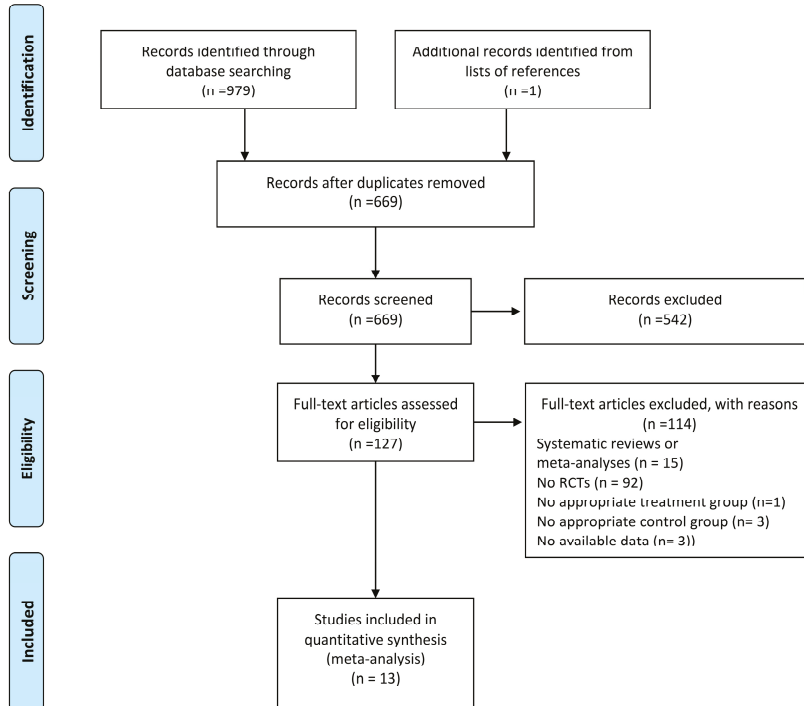 Identification
Records identified through
database searching
(n =979)
Additional records identified from
lists of references
(n =1)
Records after duplicates removed
(n =669)
Screening
Records screened
(n =669)
Records excluded
(n =542)
Eligibility
Full-text articles assessed
for eligibility
(n =127)
Full-text articles excluded, with reasons
(n =114)
Systematic reviews or
meta-analyses (n = 15)
No RCTs (n = 92)
No appropriate treatment group (n=1)
No appropriate control group (n= 3)
No available data (n= 3))
Included
Studies included in
quantitative synthesis
(meta-analysis)
(n = 13)